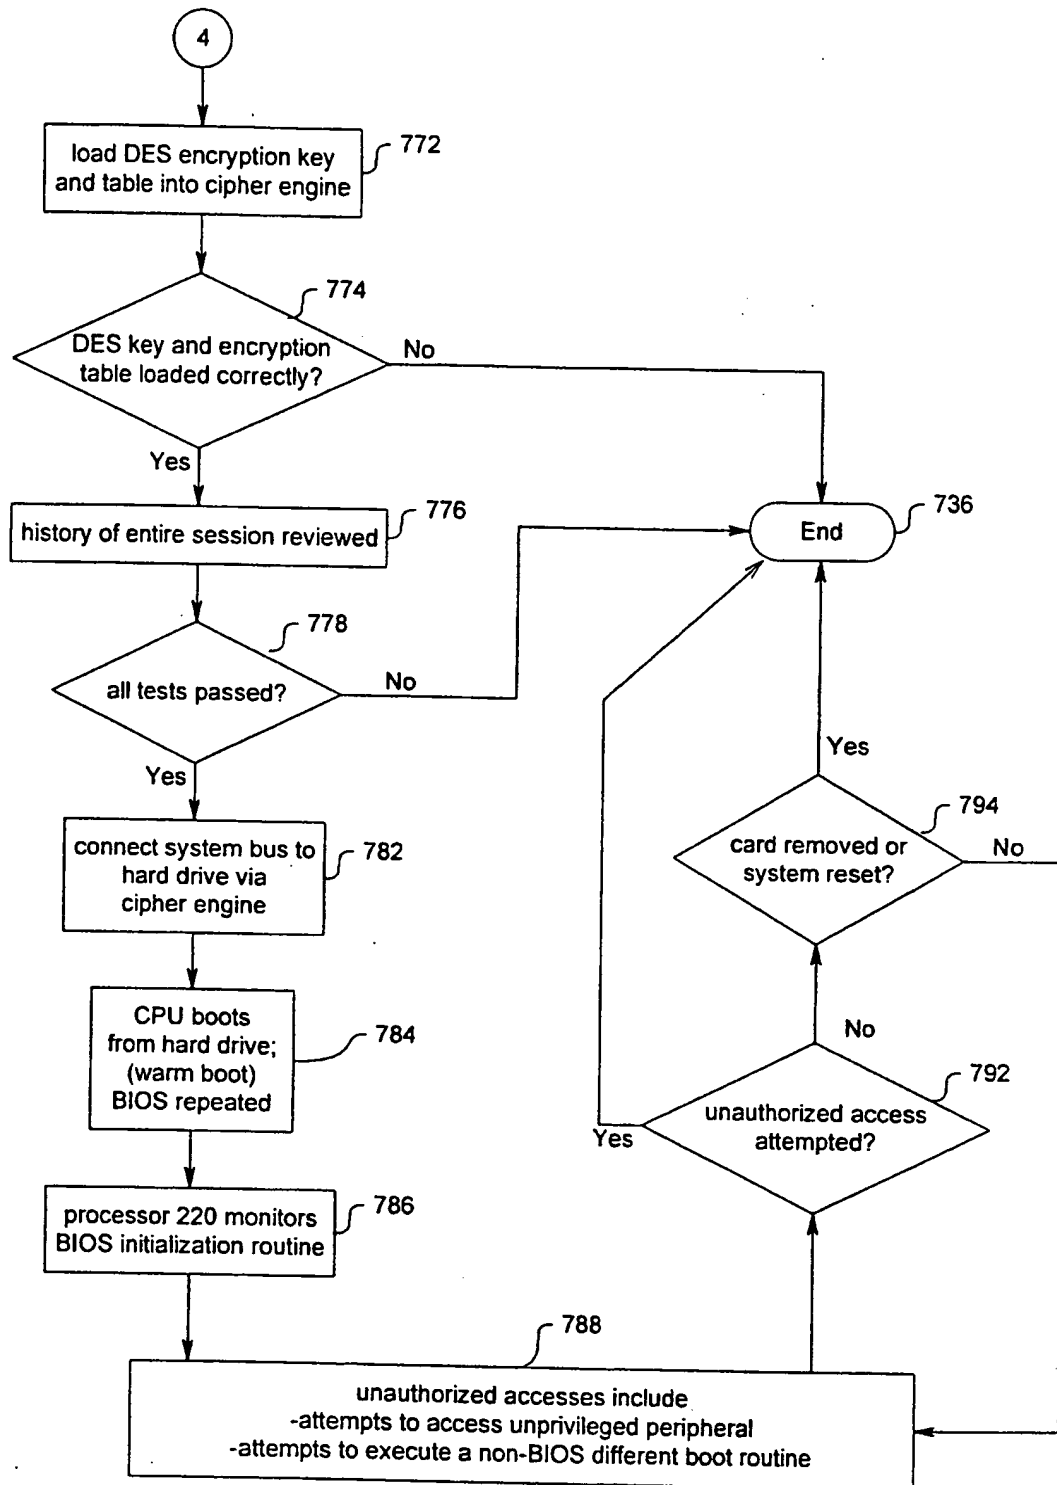 4
load DES encryption key
and table into cipher engine
772
774
DES key and encryption
table loaded correctly?
No
Yes
history of entire session reviewed
776
End
736
778
all tests passed?
No
Yes
connect system bus to
hard drive via
cipher engine
782
CPU boots
from hard drive;
(warm boot)
BIOS repeated
784
processor 220 monitors
BIOS initialization routine
786
Yes
794
card removed or
system reset?
No
No
792
unauthorized access
attempted?
Yes
788
unauthorized accesses include
-attempts to access unprivileged peripheral
-attempts to execute a non-BIOS different boot routine